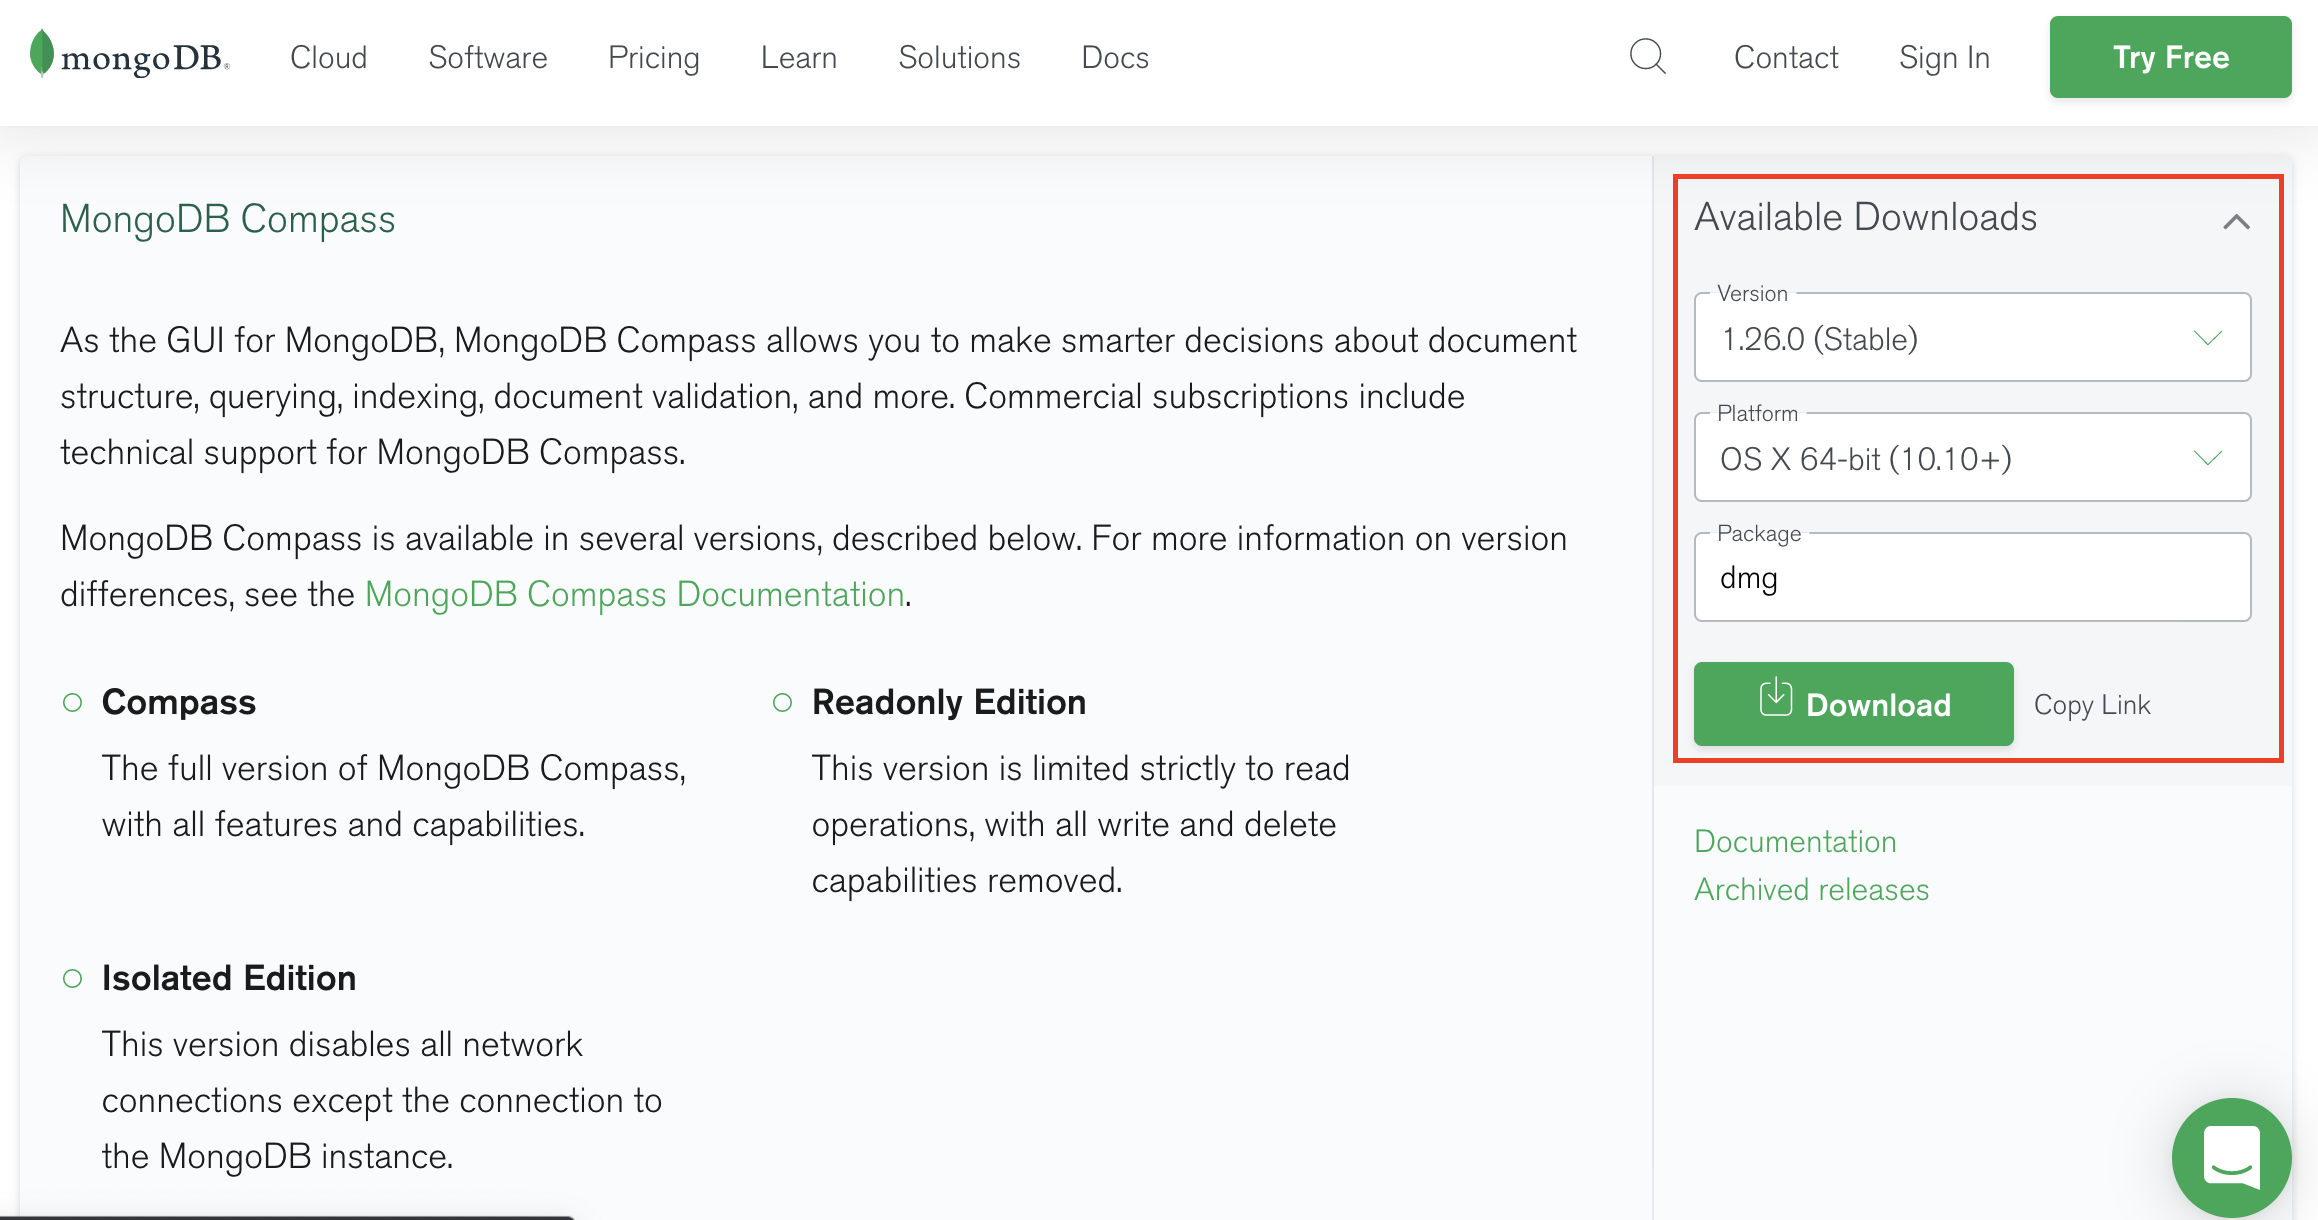 mongoDB®
Cloud Software Pricing Learn Solutions Docs Contact Sign In Try Free
MongoDB Compass
As the GUI for MongoDB, MongoDB Compass allows you to make smarter decisions about document
structure, querying, indexing, document validation, and more. Commercial subscriptions include
technical support for MongoDB Compass.
MongoDB Compass is available in several versions, described below. For more information on version
differences, see the MongoDB Compass Documentation.
Compass
The full version of MongoDB Compass,
with all features and capabilities.
Readonly Edition
This version is limited strictly to read
operations, with all write and delete
capabilities removed.
Isolated Edition
This version disables all network
connections except the connection to
the MongoDB instance.
Available Downloads
Version
1.26.0 (Stable)
Platform
OS X 64-bit (10.10+)
Package
dmg
Download Copy Link
Documentation
Archived releases